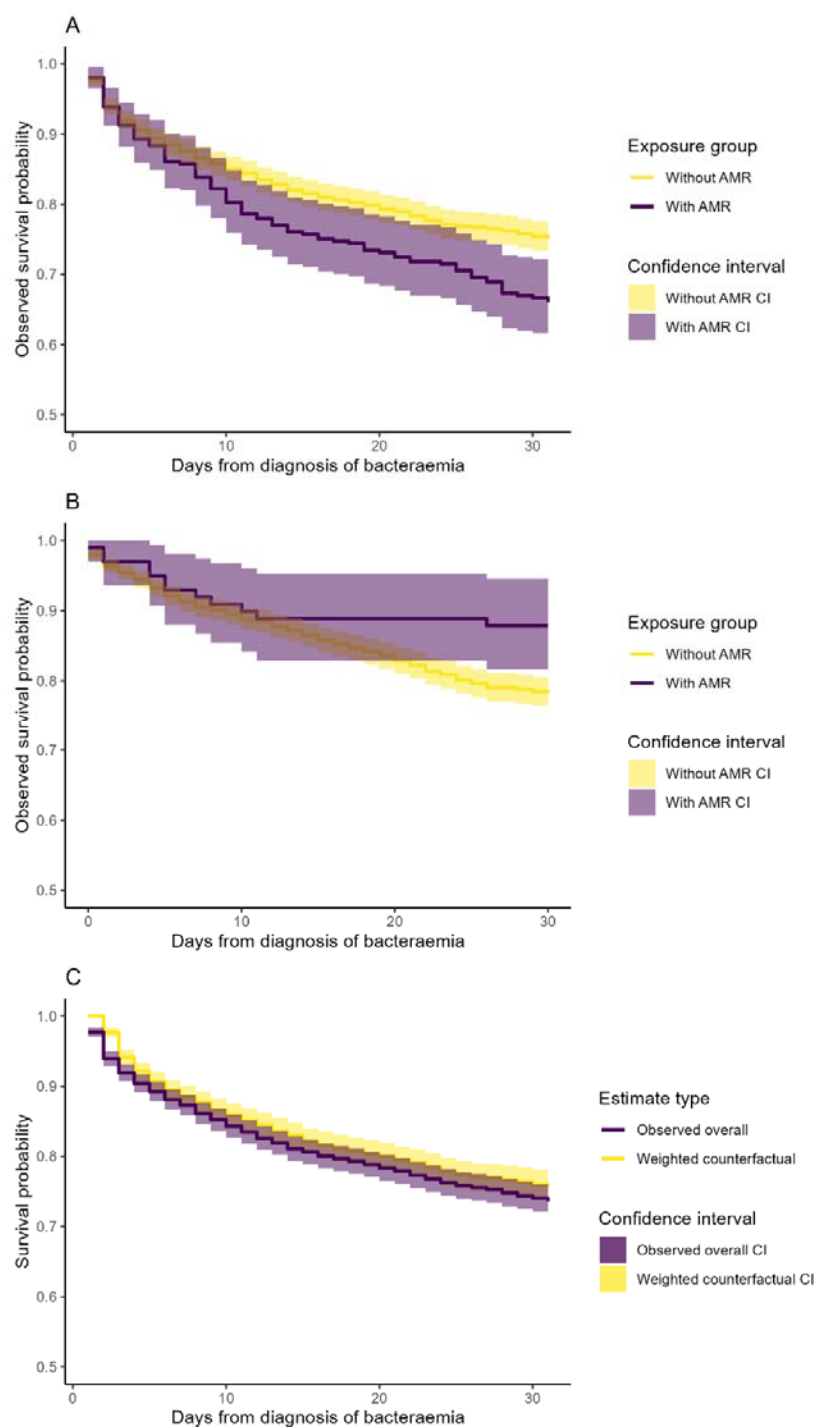 A
1.0
0.9
0.8
0.7
0.6
0.5
Observed survival probability
0 10 20 30
Days from diagnosis of bacteraemia
Exposure group
Without AMR
With AMR
Confidence interval
Without AMR CI
With AMR CI
B
1.0
0.9
0.8
0.7
0.6
0.5
Observed survival probability
0 10 20 30
Days from diagnosis of bacteraemia
Exposure group
Without AMR
With AMR
Confidence interval
Without AMR CI
With AMR CI
C
1.0
0.9
0.8
0.7
0.6
0.5
Survival probability
0 10 20 30
Days from diagnosis of bacteraemia
Estimate type
Observed overall
Weighted counterfactual
Confidence interval
Observed overall CI
Weighted counterfactual CI